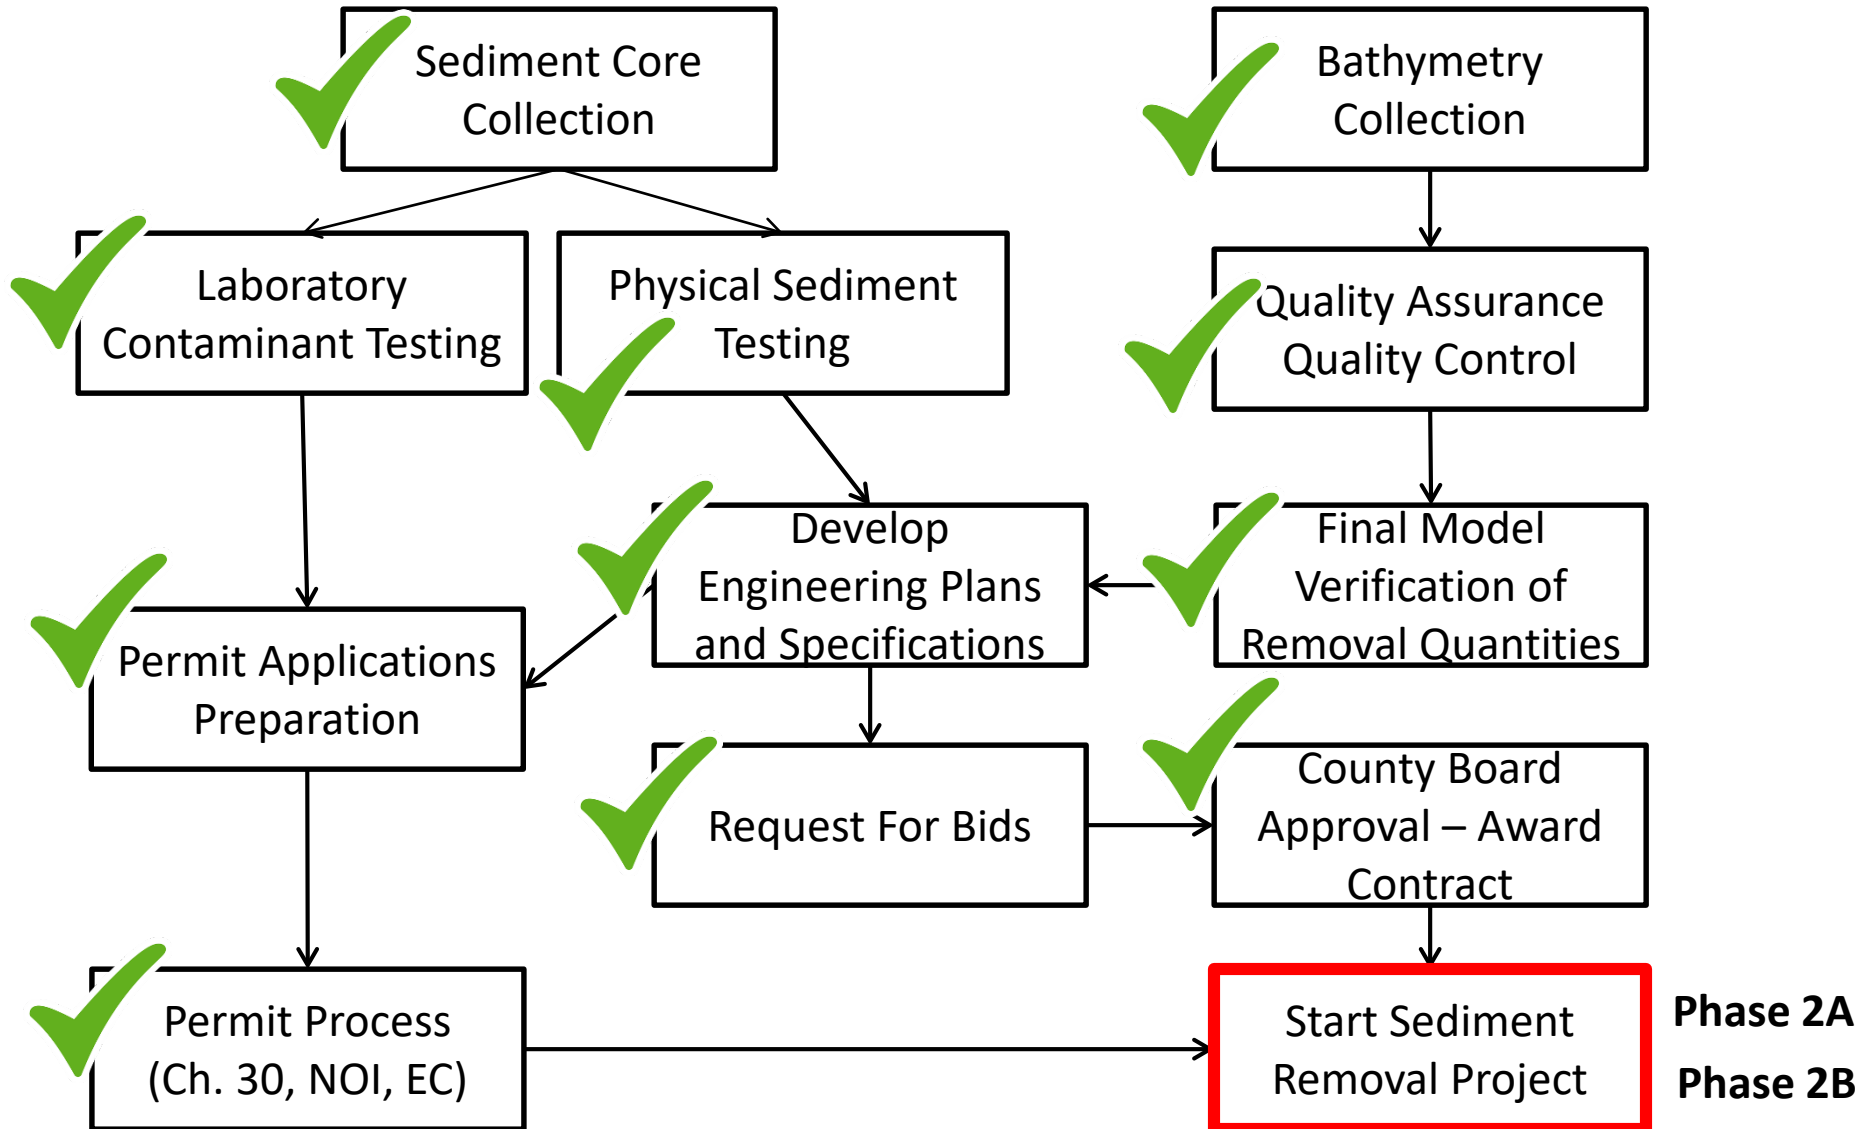 Sediment Core
Collection
Bathymetry
Collection
Laboratory
Contaminant Testing
Physical Sediment
Testing
Quality Assurance
Quality Control
Develop
Engineering Plans
and Specifications
Final Model
Verification of
Removal Quantities
Permit Applications
Preparation
Request For Bids
County Board
Approval – Award
Contract
Permit Process
(Ch. 30, NOI, EC)
Start Sediment
Removal Project
Phase 2A
Phase 2B